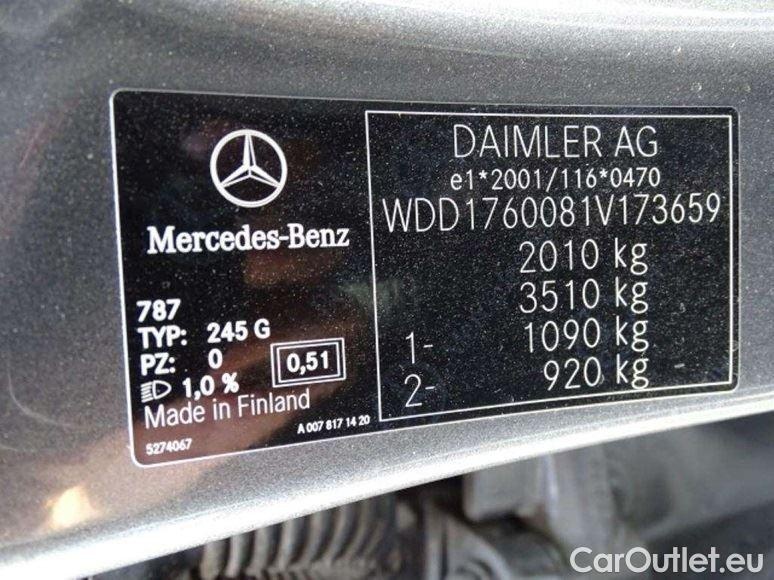 Mercedes-Benz
787
TYP: 245 G
PZ: 0
1,0 %
0,51
Made in Finland
5274067
A 007 817 14 20
DAIMLER AG
e1*2001/116*0470
WDD1760081V173659
2010 kg
3510 kg
1- 1090 kg
2- 920 kg
CarOutlet.eu